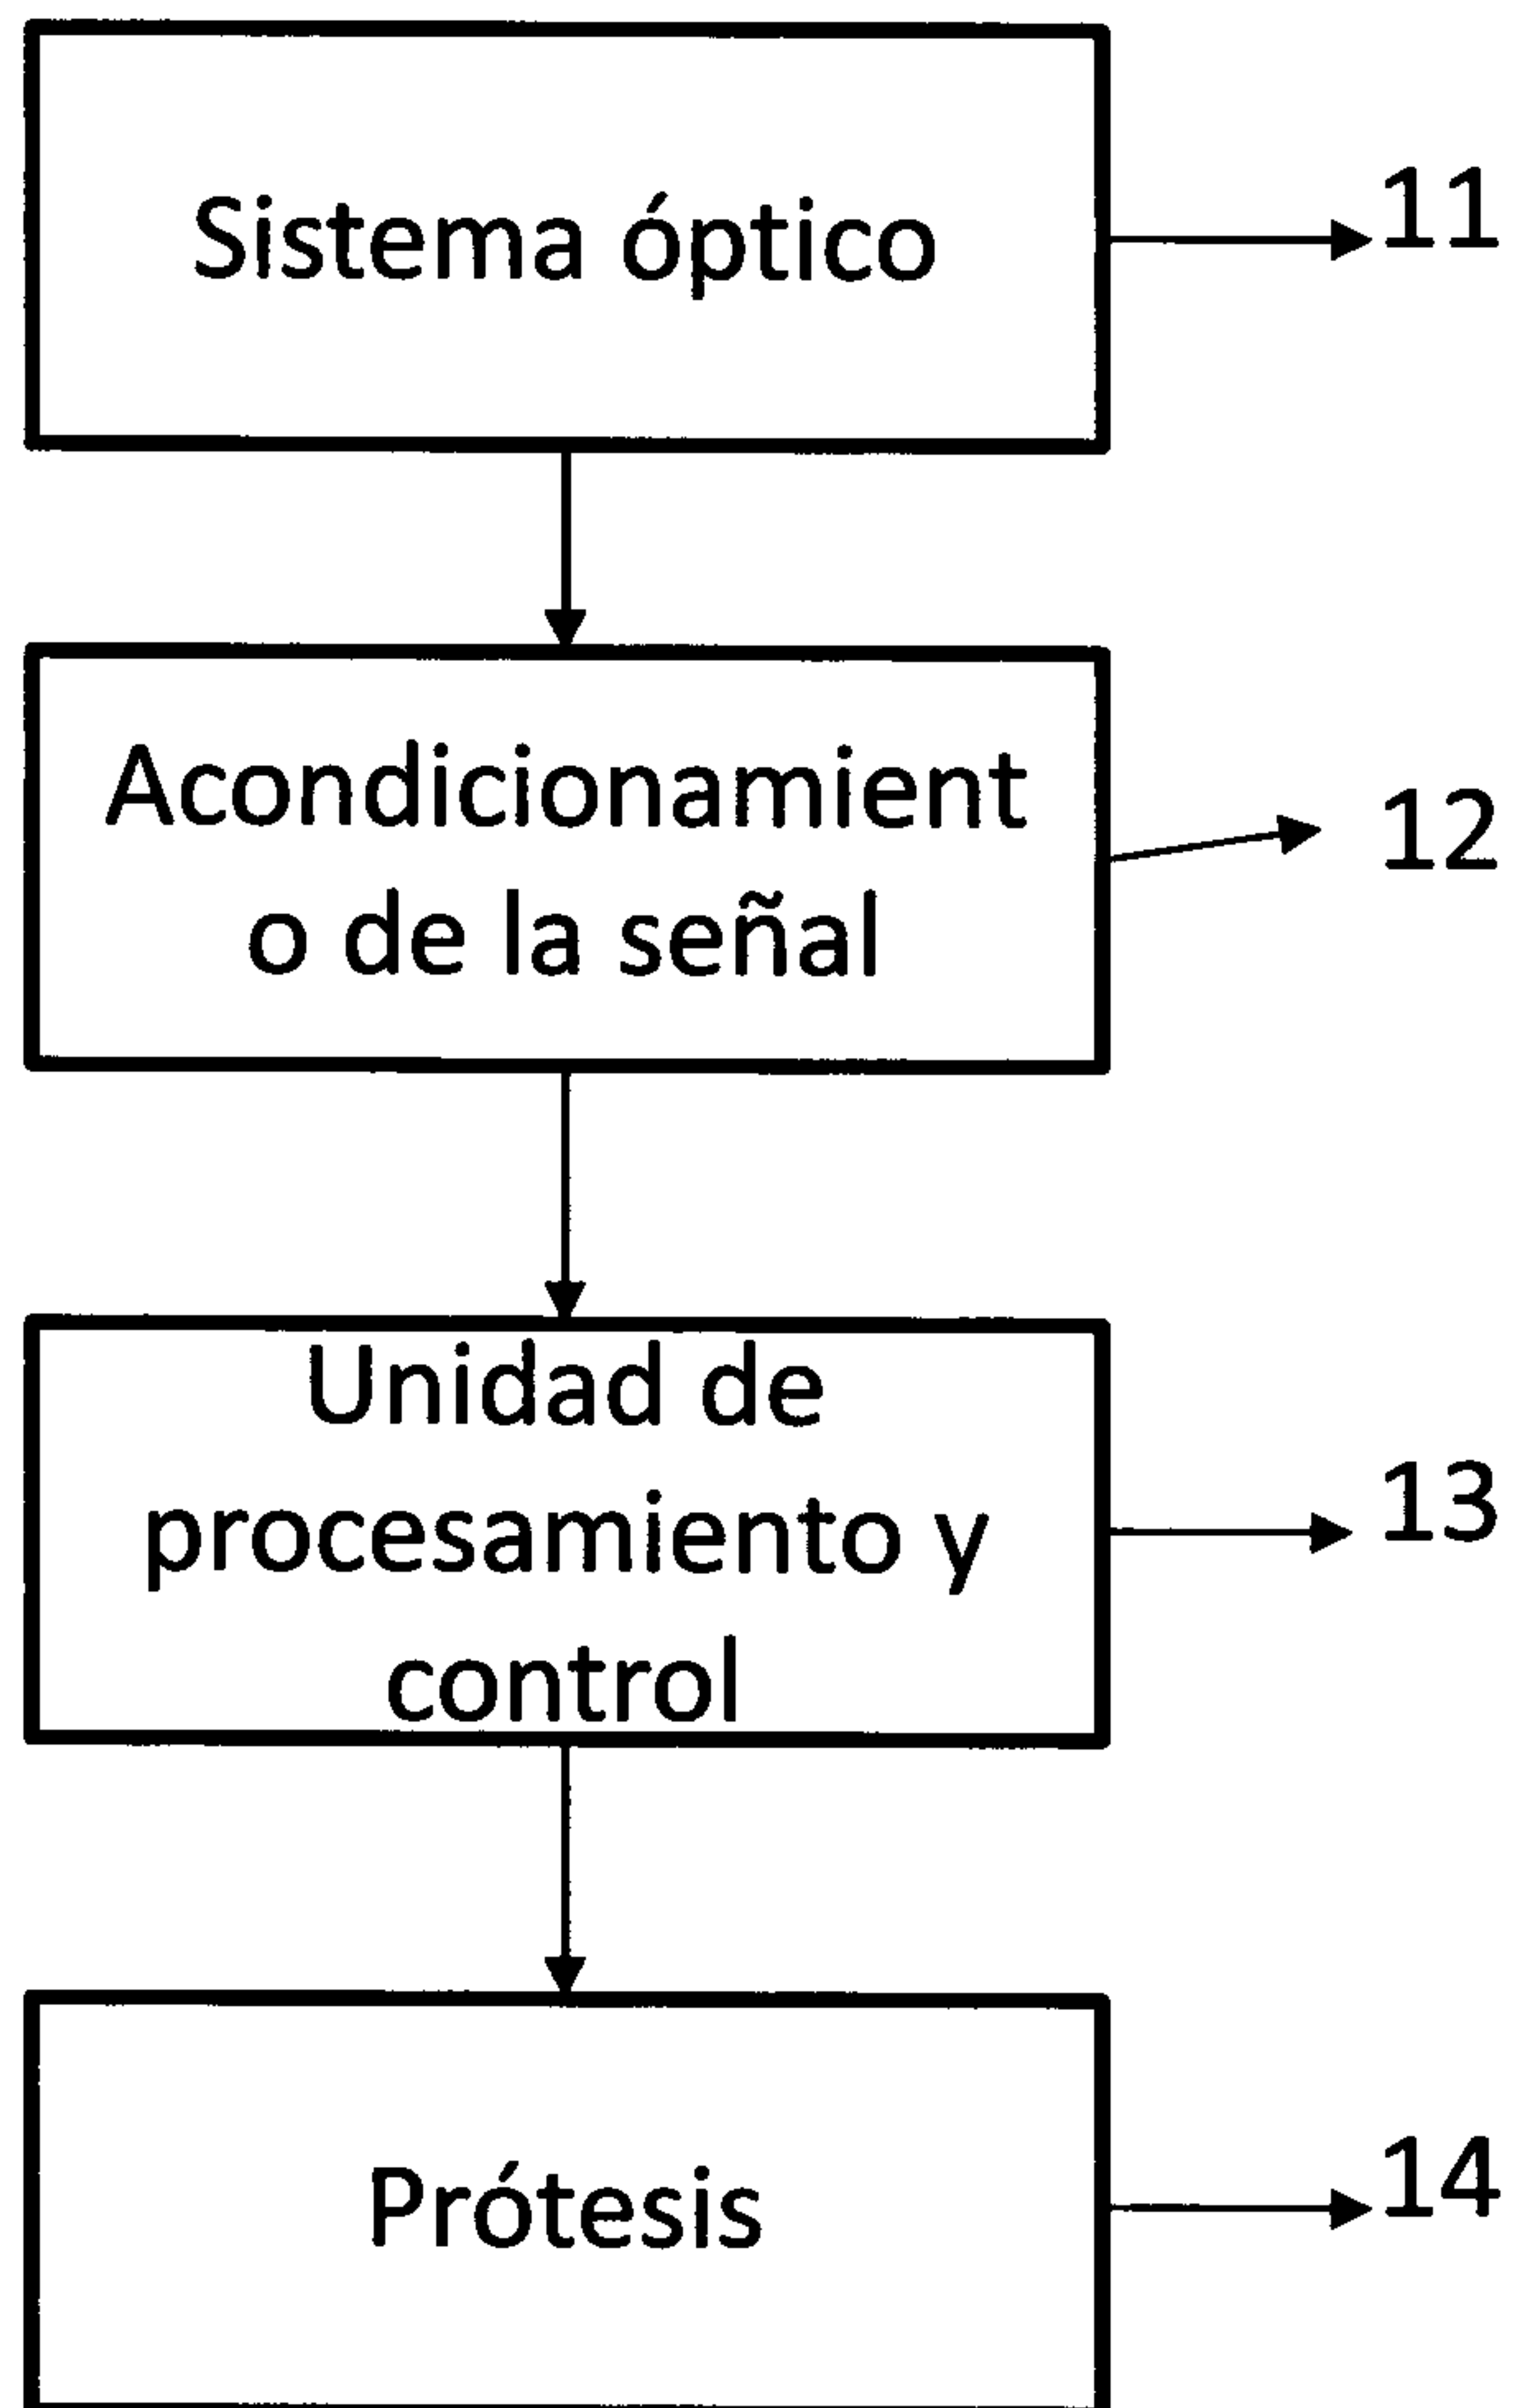 Sistema óptico
11
Acondicionamient
o de la señal
12
Unidad de
procesamiento y
control
13
Prótesis
14